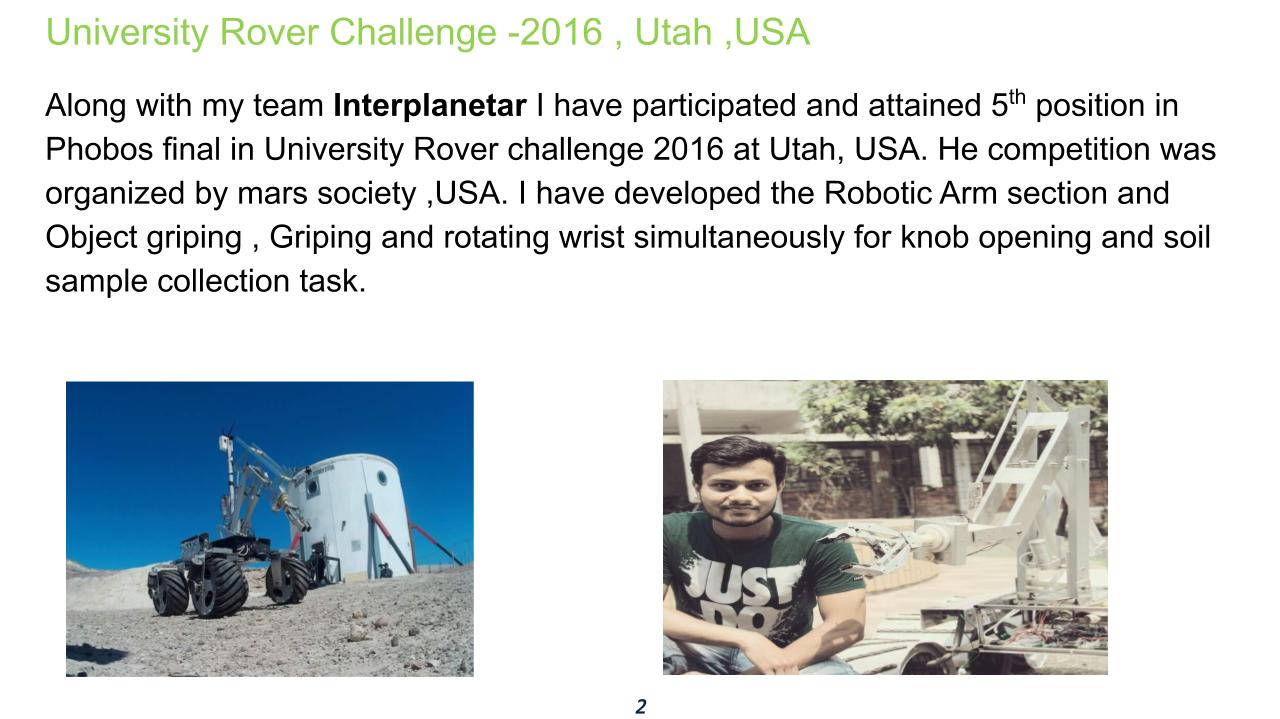 University Rover Challenge -2016 , Utah ,USA
Along with my team Interplanetar I have participated and attained 5th position in
Phobos final in University Rover challenge 2016 at Utah, USA. He competition was
organized by mars society ,USA. I have developed the Robotic Arm section and
Object griping , Griping and rotating wrist simultaneously for knob opening and soil
sample collection task.
JUST
DO
2